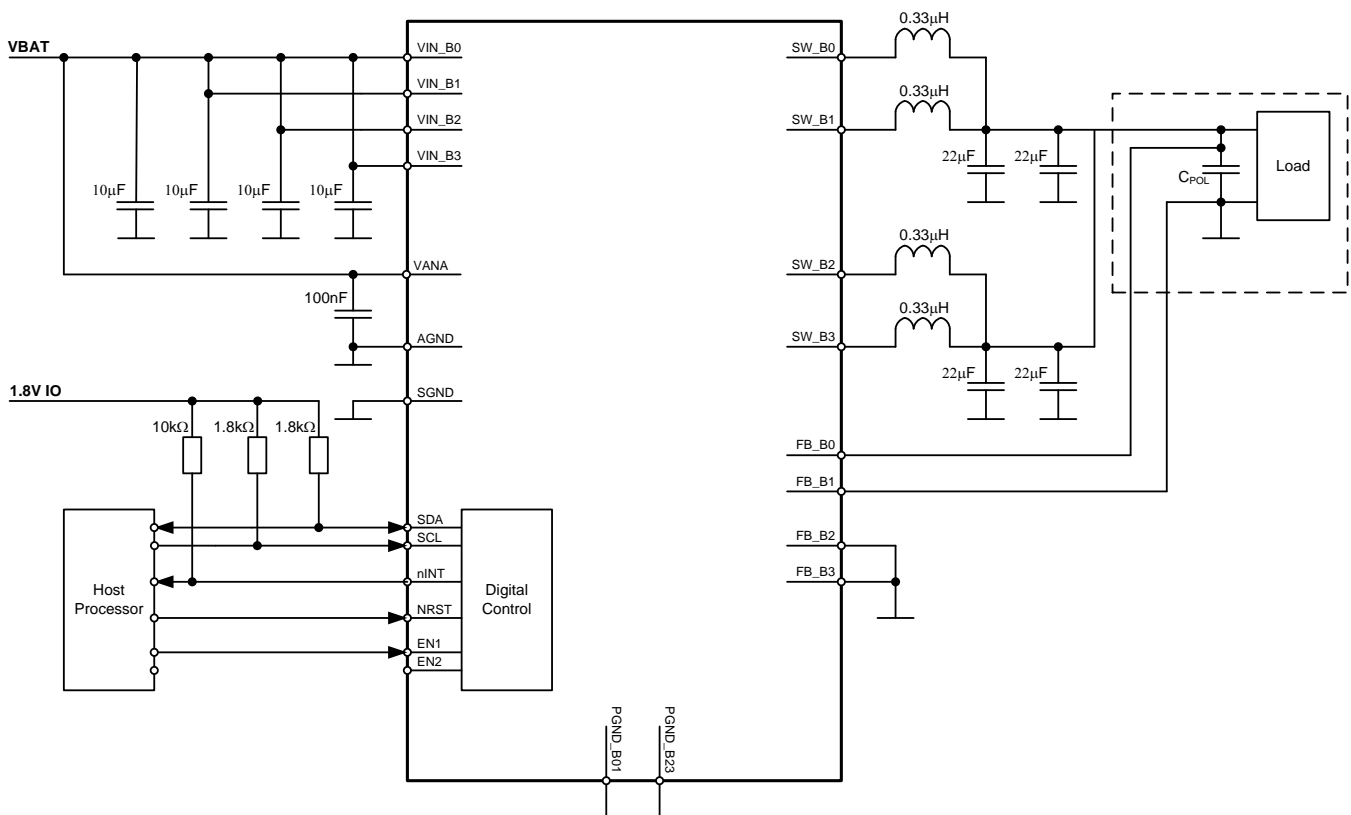 VBAT
VIN_B0
VIN_B1
VIN_B2
VIN_B3
10μF
10μF
10μF
10μF
VANA
100nF
AGND
1.8V IO
SGND
10kΩ
1.8kΩ
1.8kΩ
Host
Processor
SDA
SCL
nINT
NRST
EN1
EN2
Digital
Control
PGND_B01
PGND_B23
0.33μH
SW_B0
0.33μH
SW_B1
22μF
22μF
0.33μH
SW_B2
0.33μH
SW_B3
22μF
22μF
FB_B0
FB_B1
FB_B2
FB_B3
CPOL
Load